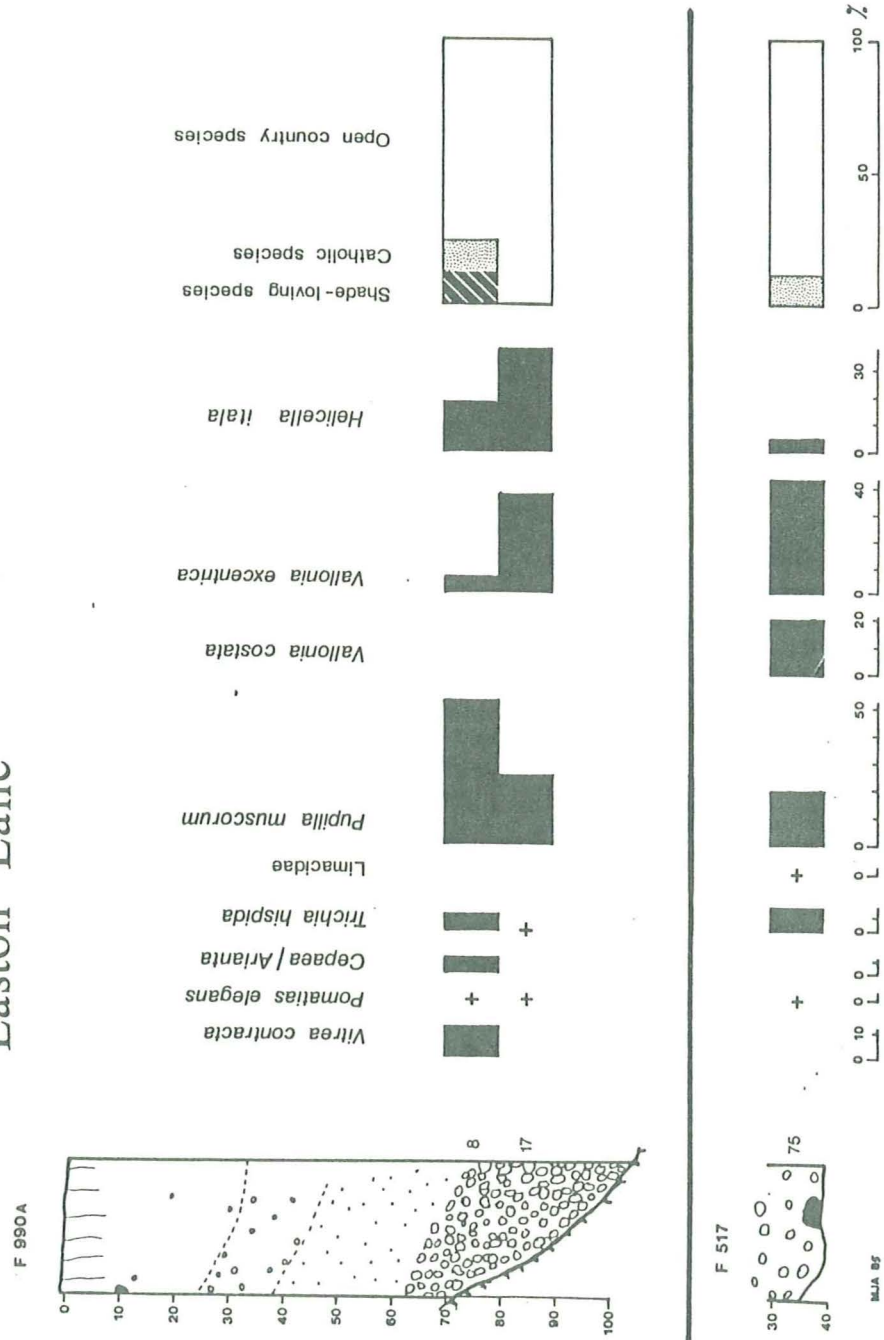 Easton Lane
F 990A
0
10
20
30
40
50
60
70
80
90
100
8
17
Vitrea contracta
Pomatias elegans
+
+
Cepaea / Arianta
Trichia hispida
+
Limacidae
Pupilla muscorum
Vallonia costata
Vallonia excentrica
Helicella itala
Shade-loving species
Catholic species
Open country species
F 517
30
40
75
+
+
0 10
0
0
0
0
0 50
0 20
0 40
0 30
0 50 100 %
MJA 85